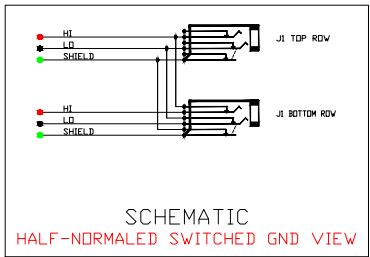 HI
LO
SHIELD
J1 TOP ROW
HI
LO
SHIELD
J1 BOTTOM ROW
SCHEMATIC
HALF-NORMALED SWITCHED GND VIEW